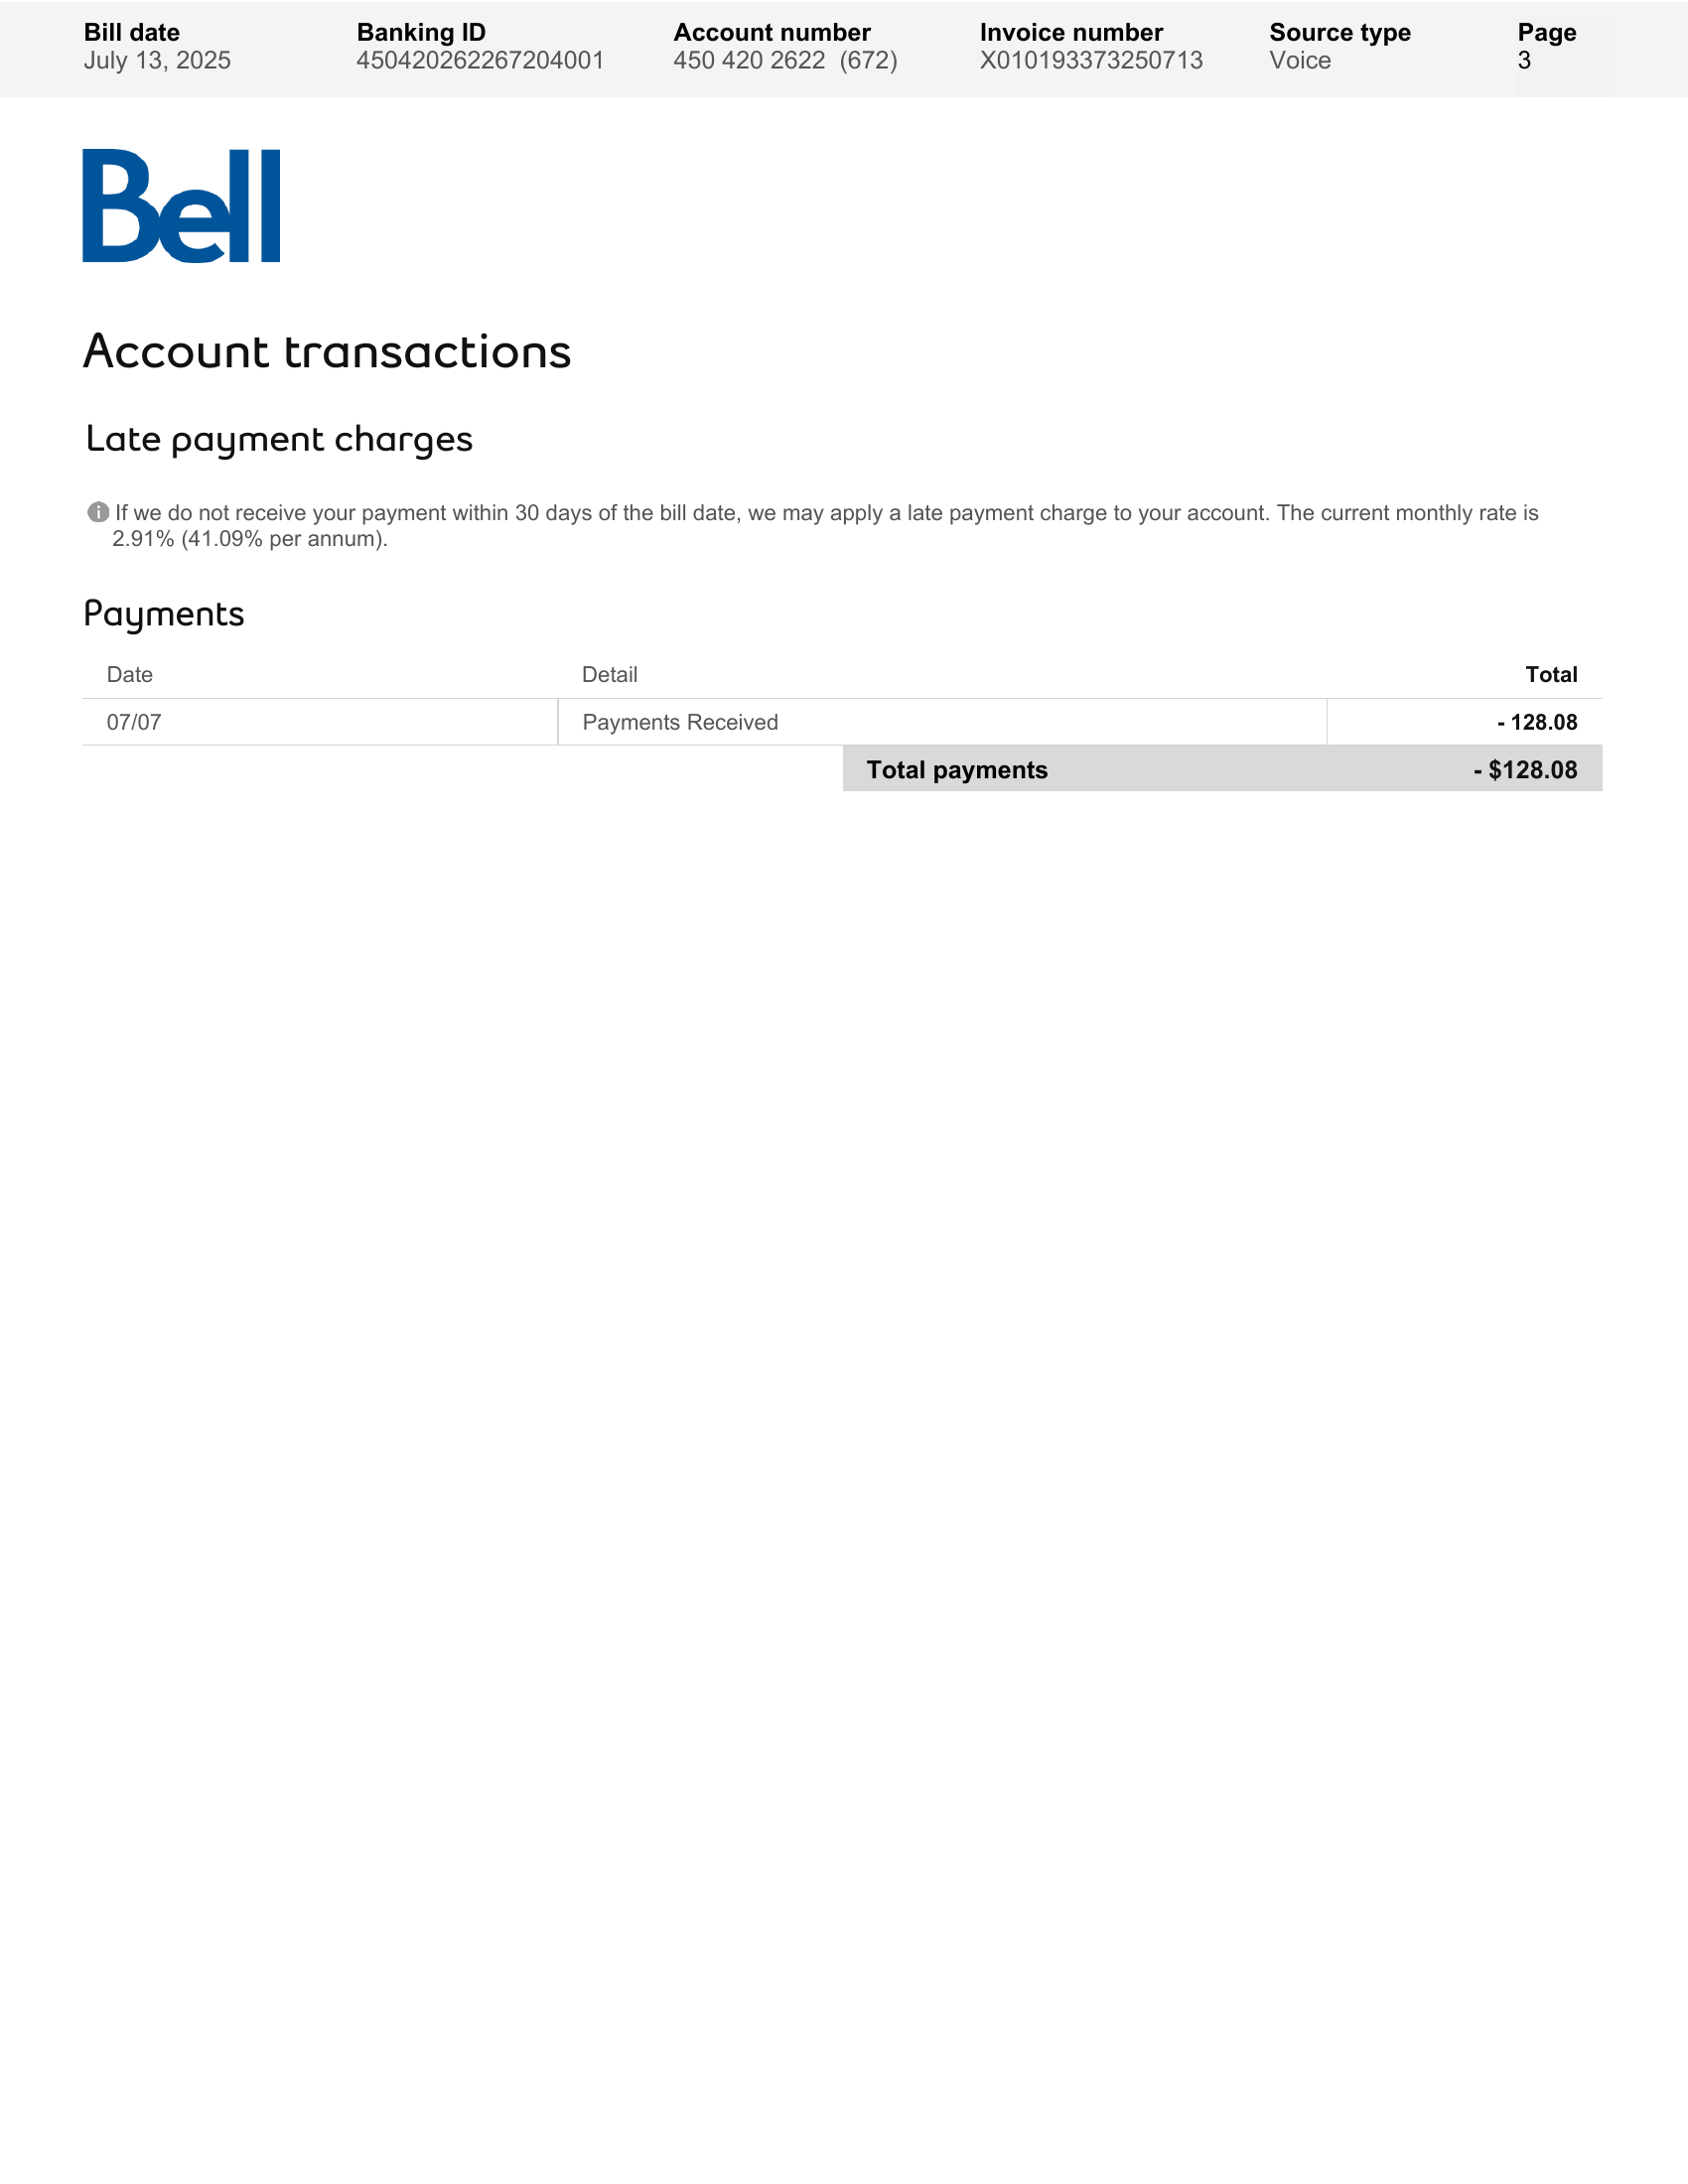 Bill date Banking ID Account number Invoice number Source type Page
July 13, 2025 450420262267204001 450 420 2622 (672) X010193373250713 Voice 3
Bell
Account transactions
Late payment charges
If we do not receive your payment within 30 days of the bill date, we may apply a late payment charge to your account. The current monthly rate is
2.91% (41.09% per annum).
Payments
Date Detail Total
07/07 Payments Received - 128.08
Total payments - $128.08